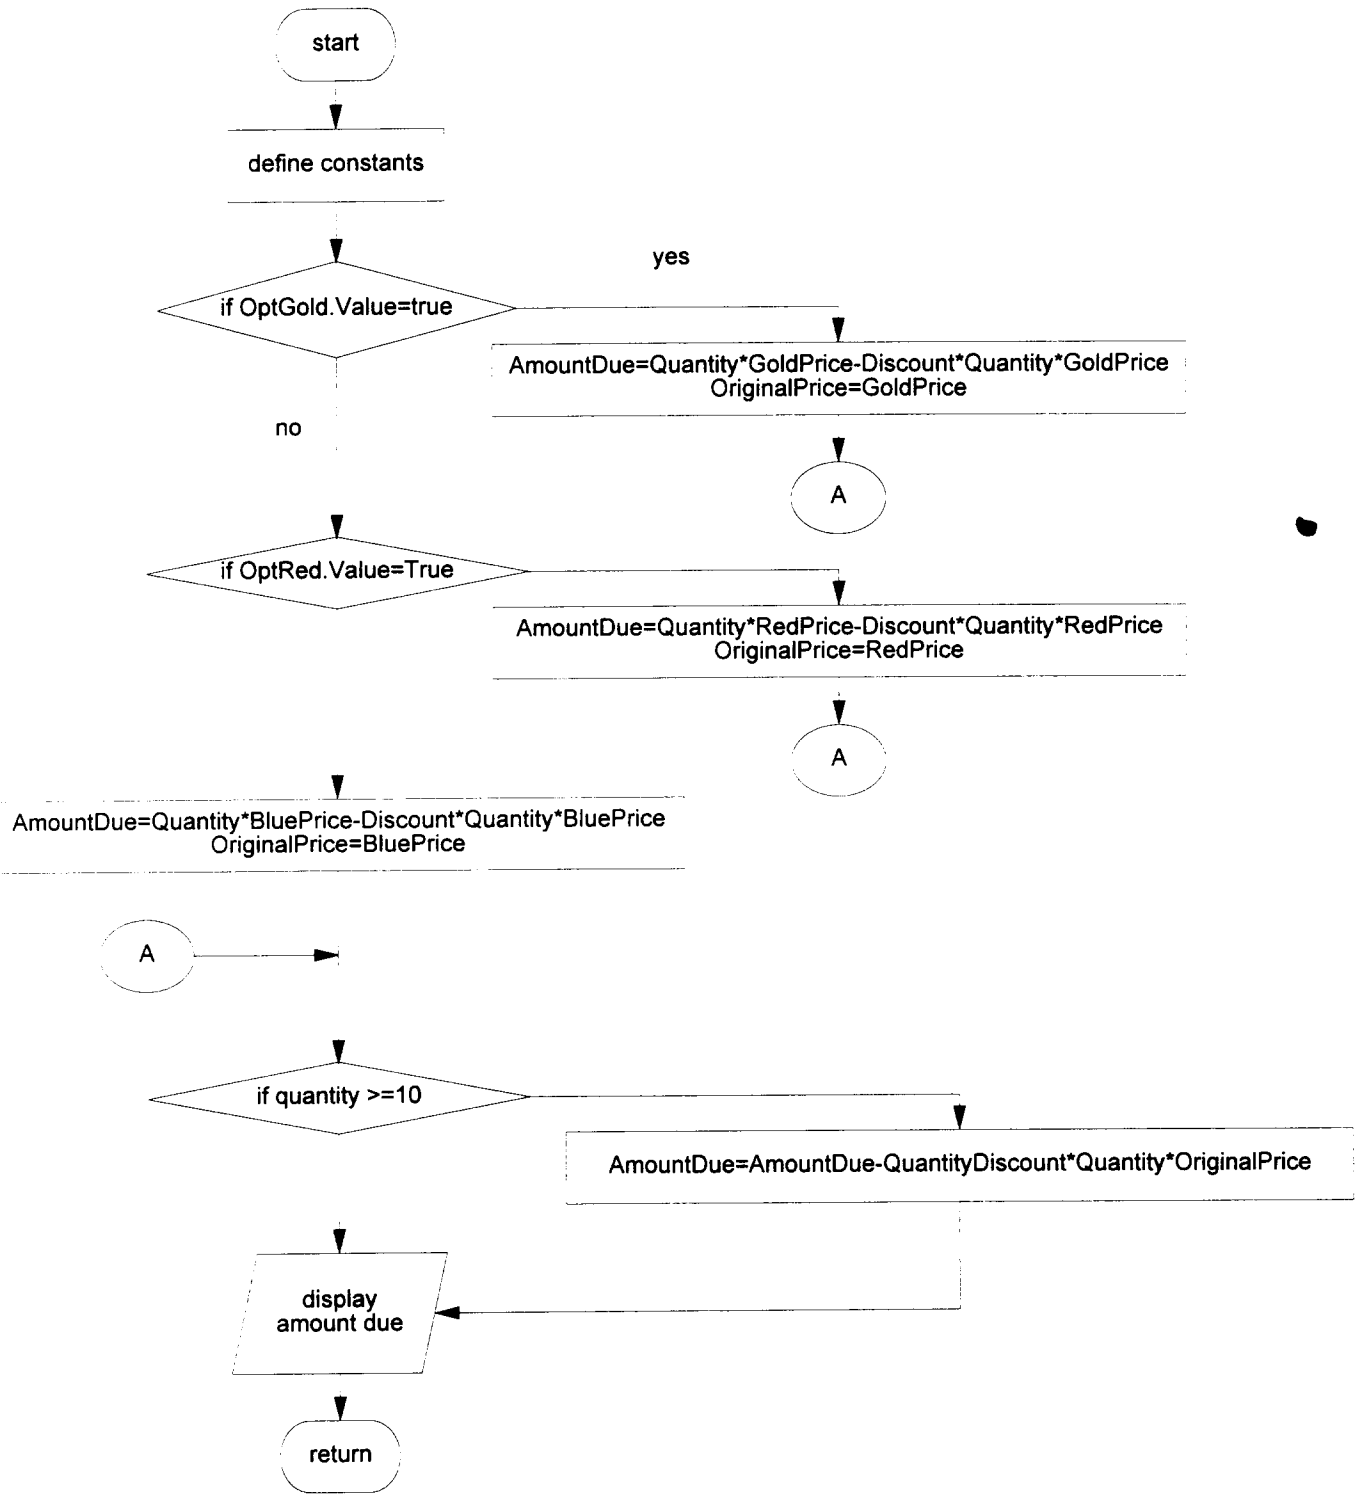 start
define constants
yes
if OptGold.Value=true
AmountDue=Quantity*GoldPrice-Discount*Quantity*GoldPrice
OriginalPrice=GoldPrice
no
A
if OptRed.Value=True
AmountDue=Quantity*RedPrice-Discount*Quantity*RedPrice
OriginalPrice=RedPrice
A
AmountDue=Quantity*BluePrice-Discount*Quantity*BluePrice
OriginalPrice=BluePrice
A
if quantity >=10
AmountDue=AmountDue-QuantityDiscount*Quantity*OriginalPrice
display
amount due
return